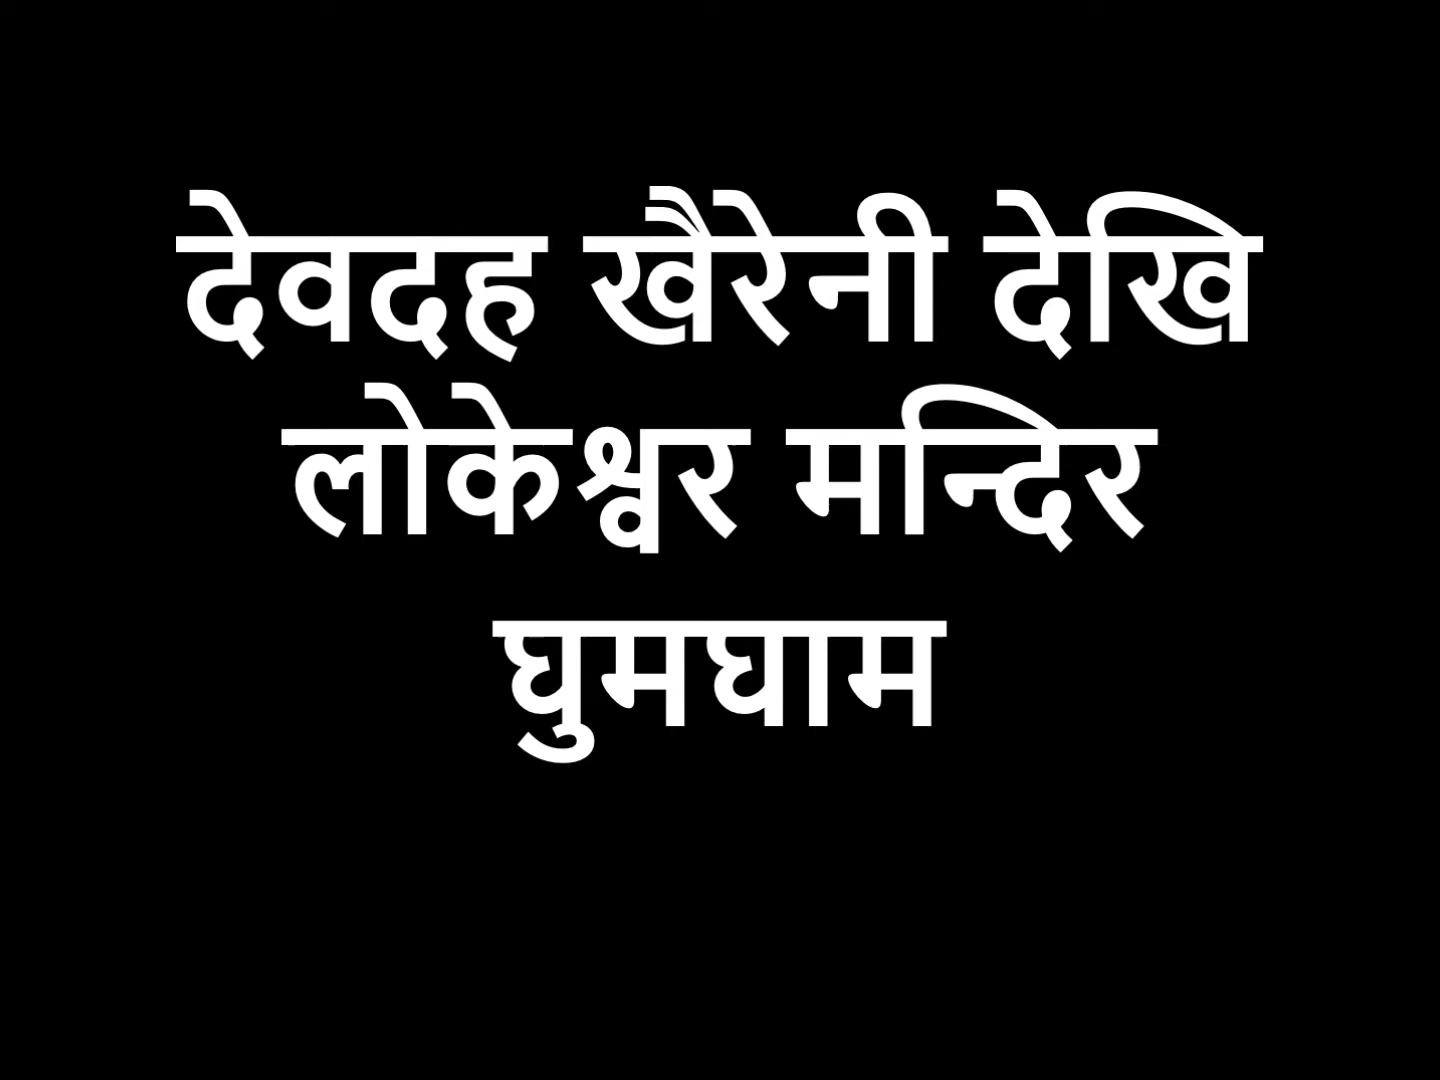 देवदह खैरेनी देखि
लोकेश्वर मन्दिर
घुमघाम